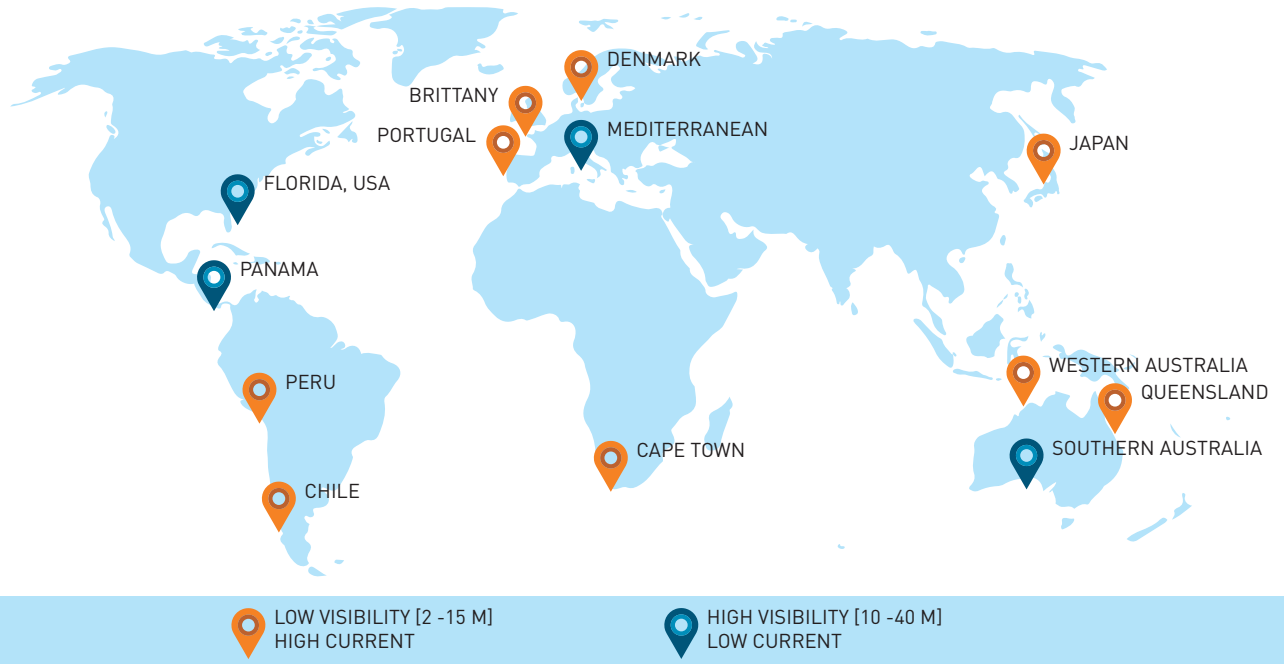 DENMARK
BRITTANY
MEDITERRANEAN
PORTUGAL
JAPAN
FLORIDA, USA
PANAMA
WESTERN AUSTRALIA
PERU
QUEENSLAND
CAPE TOWN
SOUTHERN AUSTRALIA
CHILE
LOW VISIBILITY [2 -15 M]
HIGH CURRENT
HIGH VISIBILITY [10 -40 M]
LOW CURRENT